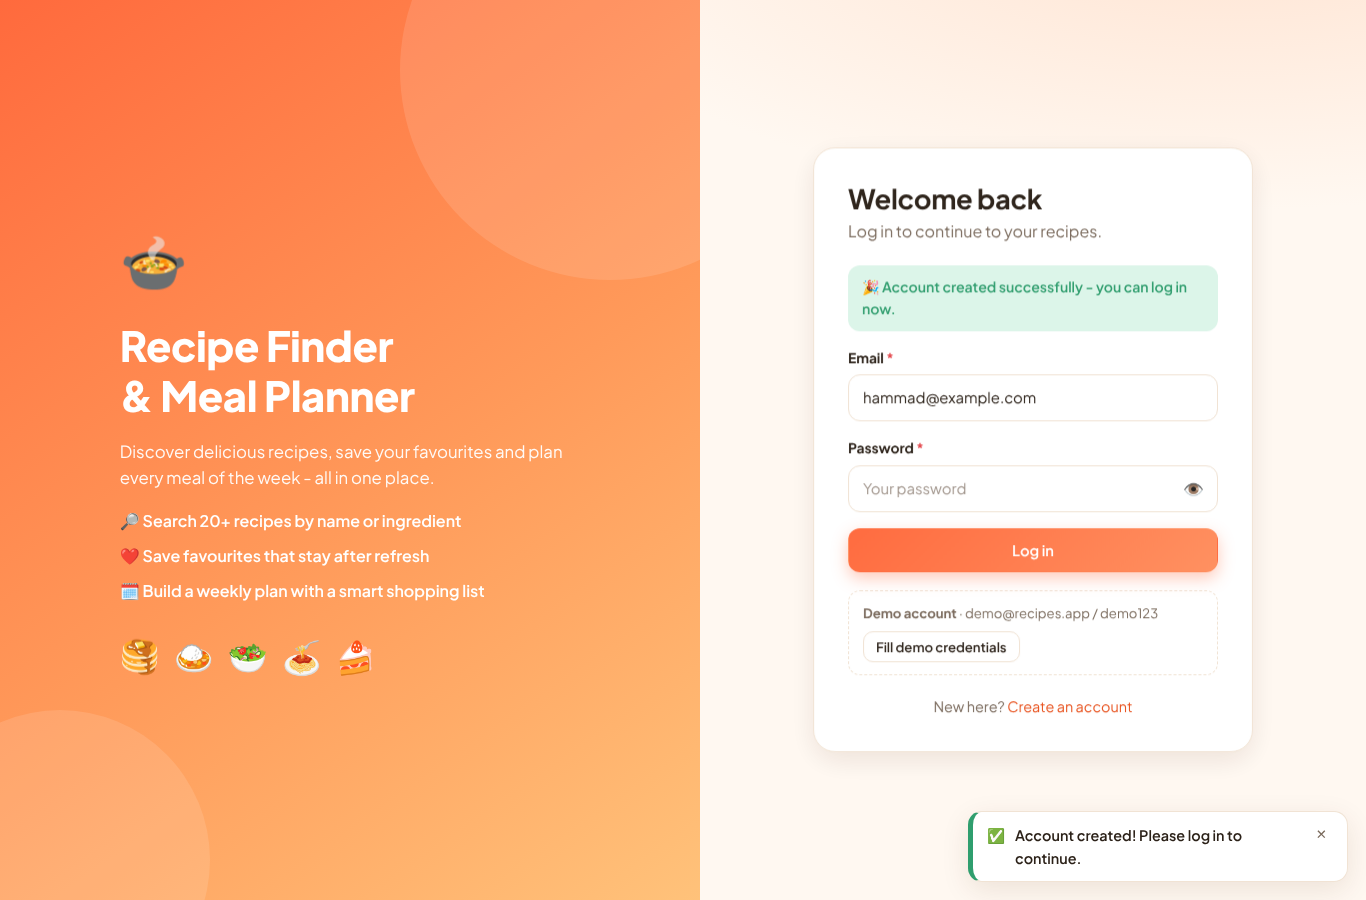 Recipe Finder
& Meal Planner
Discover delicious recipes, save your favourites and plan
every meal of the week - all in one place.
🔎 Search 20+ recipes by name or ingredient
❤️ Save favourites that stay after refresh
🗓️ Build a weekly plan with a smart shopping list
Welcome back
Log in to continue to your recipes.
🎉 Account created successfully - you can log in
now.
Email *
hammad@example.com
Password *
Your password
Log in
Demo account · demo@recipes.app / demo123
Fill demo credentials
New here? Create an account
✅ Account created! Please log in to
continue.